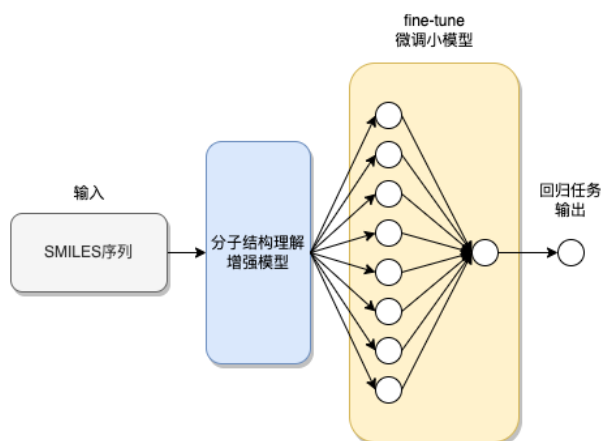 fine-tune
微调小模型
输入
SMILES序列
分子结构理解
增强模型
回归任务
输出